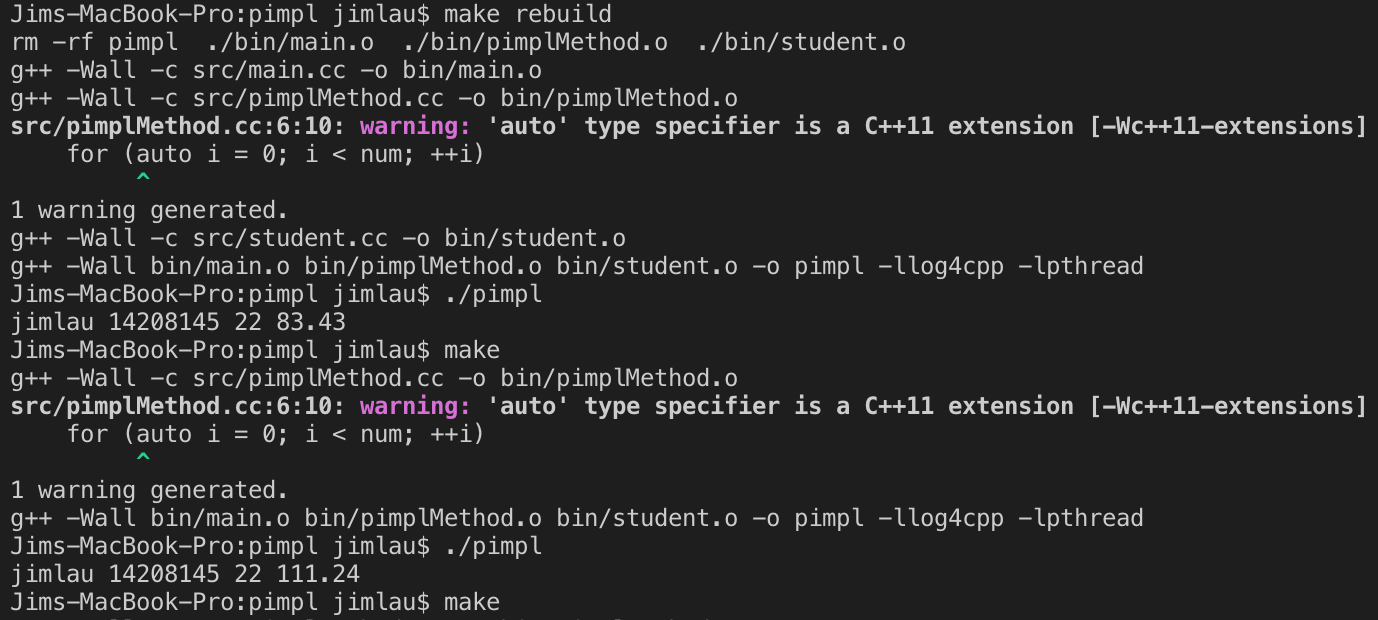 Jims-MacBook-Pro:pimpl jimlau$ make rebuild
rm -rf pimpl  ./bin/main.o  ./bin/pimplMethod.o  ./bin/student.o
g++ -Wall -c src/main.cc -o bin/main.o
g++ -Wall -c src/pimplMethod.cc -o bin/pimplMethod.o
src/pimplMethod.cc:6:10: warning: 'auto' type specifier is a C++11 extension [-Wc++11-extensions]
    for (auto i = 0; i < num; ++i)
         ^
1 warning generated.
g++ -Wall -c src/student.cc -o bin/student.o
g++ -Wall bin/main.o bin/pimplMethod.o bin/student.o -o pimpl -llog4cpp -lpthread
Jims-MacBook-Pro:pimpl jimlau$ ./pimpl
jimlau 14208145 22 83.43
Jims-MacBook-Pro:pimpl jimlau$ make
g++ -Wall -c src/pimplMethod.cc -o bin/pimplMethod.o
src/pimplMethod.cc:6:10: warning: 'auto' type specifier is a C++11 extension [-Wc++11-extensions]
    for (auto i = 0; i < num; ++i)
         ^
1 warning generated.
g++ -Wall bin/main.o bin/pimplMethod.o bin/student.o -o pimpl -llog4cpp -lpthread
Jims-MacBook-Pro:pimpl jimlau$ ./pimpl
jimlau 14208145 22 111.24
Jims-MacBook-Pro:pimpl jimlau$ make